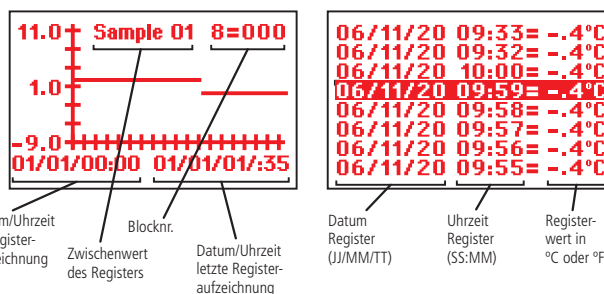 11.0 Sample 01 8=000
1.0
-9.0
01/01/00:00 01/01/01/:35
Blocknr.
Zwischenwert
des Registers
Datum/Uhrzeit
letzte Register-
aufzeichnung
06/11/20 09:33= -.4°C
06/11/20 09:32= -.4°C
06/11/20 10:00= -.4°C
06/11/20 09:59= -.4°C
06/11/20 09:58= -.4°C
06/11/20 09:57= -.4°C
06/11/20 09:56= -.4°C
06/11/20 09:55= -.4°C
Datum
Register
(JJ/MM/TT)
Uhrzeit
Register
(SS:MM)
Register-
wert in
°C oder °F